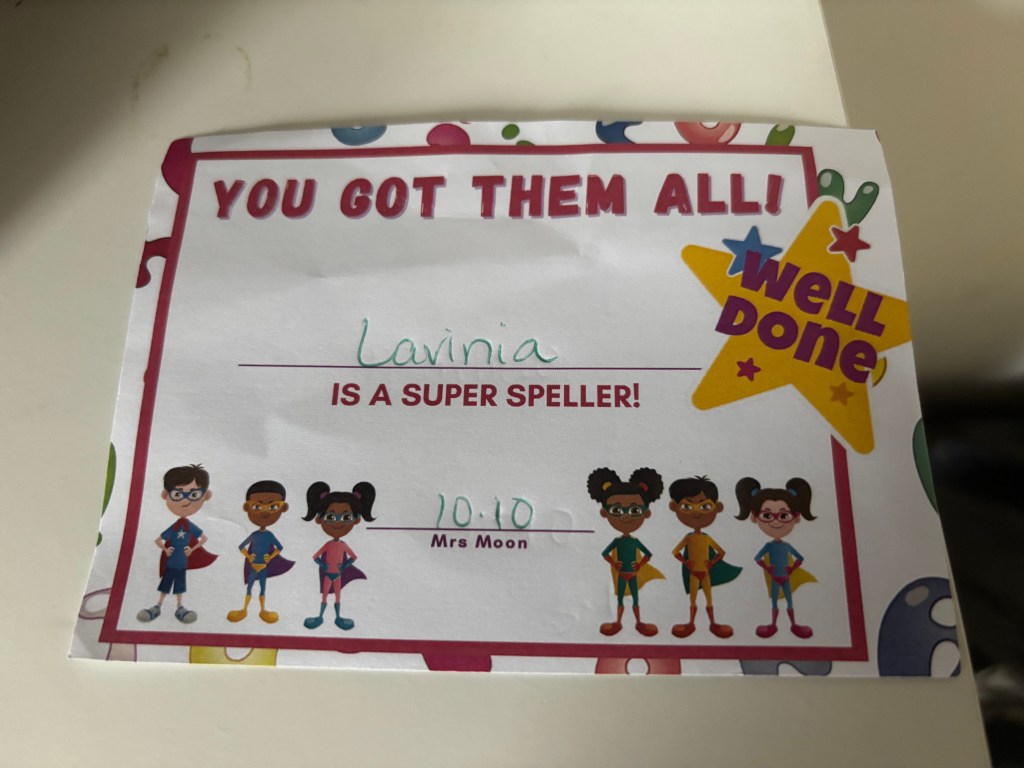 YOU GOT THEM ALL!
WELL
DONE
Lavinia
IS A SUPER SPELLER!
10.10
Mrs Moon